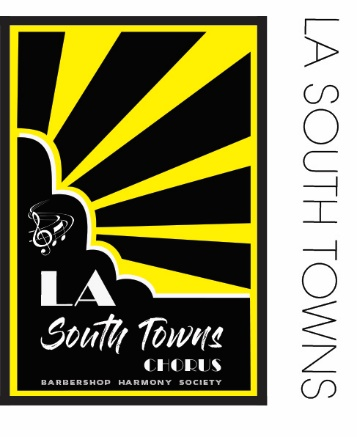 LA
South Towns
CHORUS
BARBERSHOP HARMONY SOCIETY
LA SOUTH TOWNS